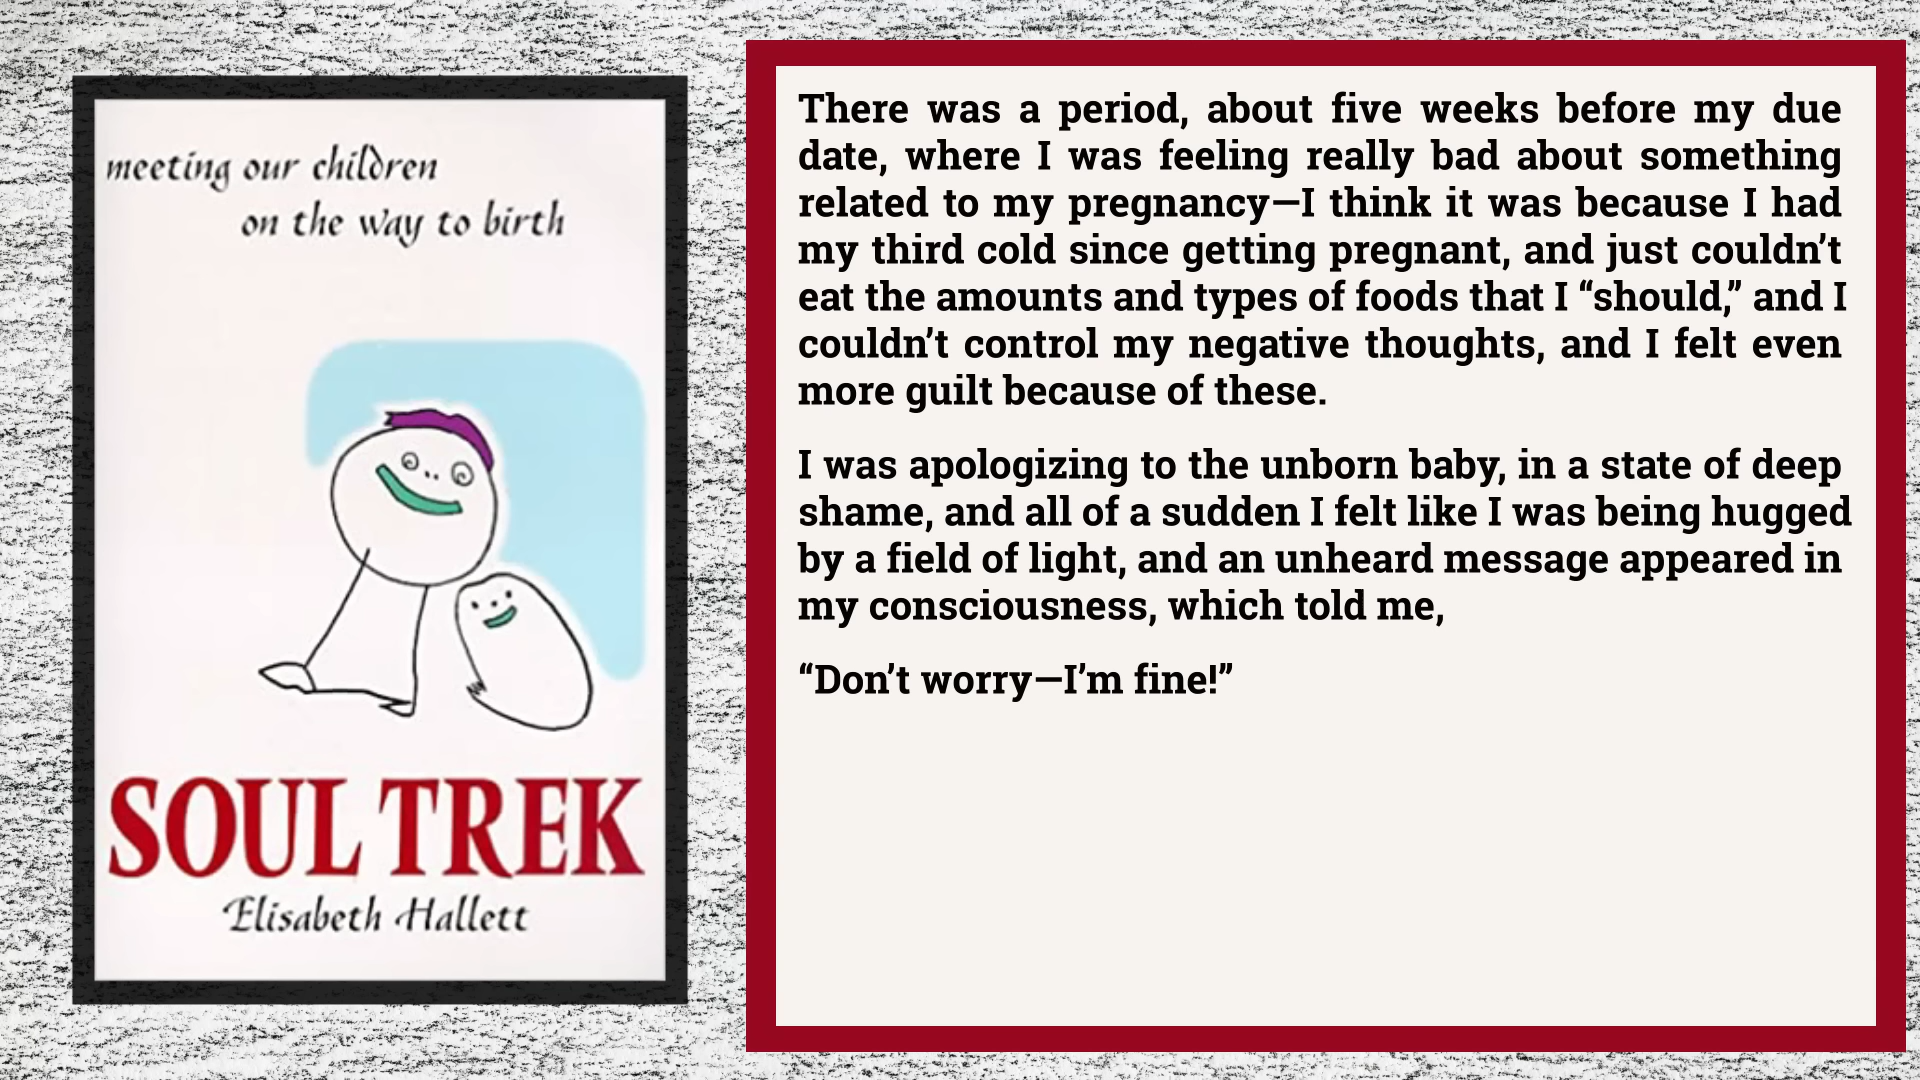 meeting our children
on the way to birth
SOUL TREK
Elisabeth Hallett
There was a period, about five weeks before my due
date, where I was feeling really bad about something
related to my pregnancy—I think it was because I had
my third cold since getting pregnant, and just couldn’t
eat the amounts and types of foods that I “should,” and I
couldn’t control my negative thoughts, and I felt even
more guilt because of these.
I was apologizing to the unborn baby, in a state of deep
shame, and all of a sudden I felt like I was being hugged
by a field of light, and an unheard message appeared in
my consciousness, which told me,
“Don’t worry—I’m fine!”